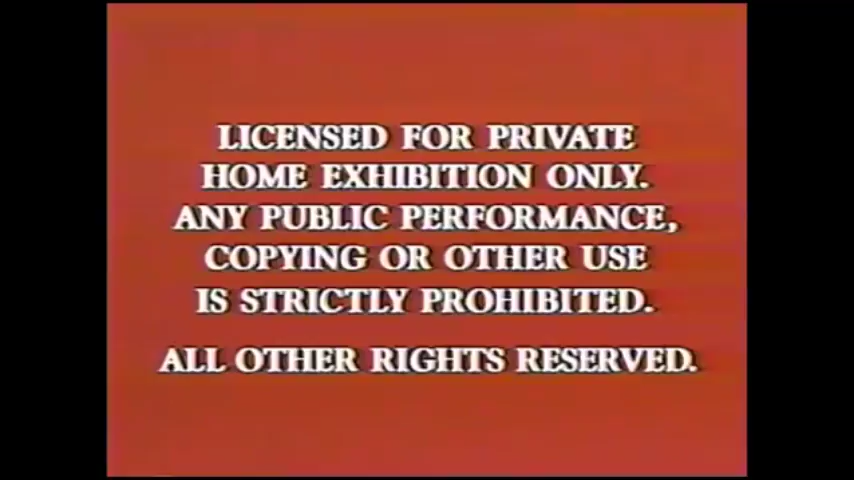 LICENSED FOR PRIVATE
HOME EXHIBITION ONLY.
ANY PUBLIC PERFORMANCE,
COPYING OR OTHER USE
IS STRICTLY PROHIBITED.
ALL OTHER RIGHTS RESERVED.